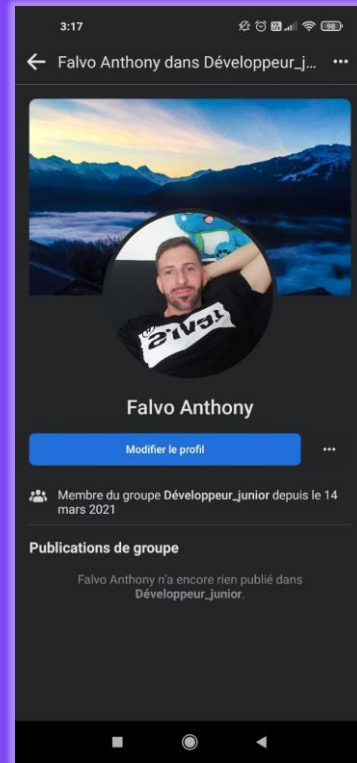 3:17
98
Falvo Anthony dans Développeur_j...
Falvo Anthony
Modifier le profil
Membre du groupe Développeur_junior depuis le 14
mars 2021
Publications de groupe
Falvo Anthony n'a encore rien publié dans
Développeur_junior.